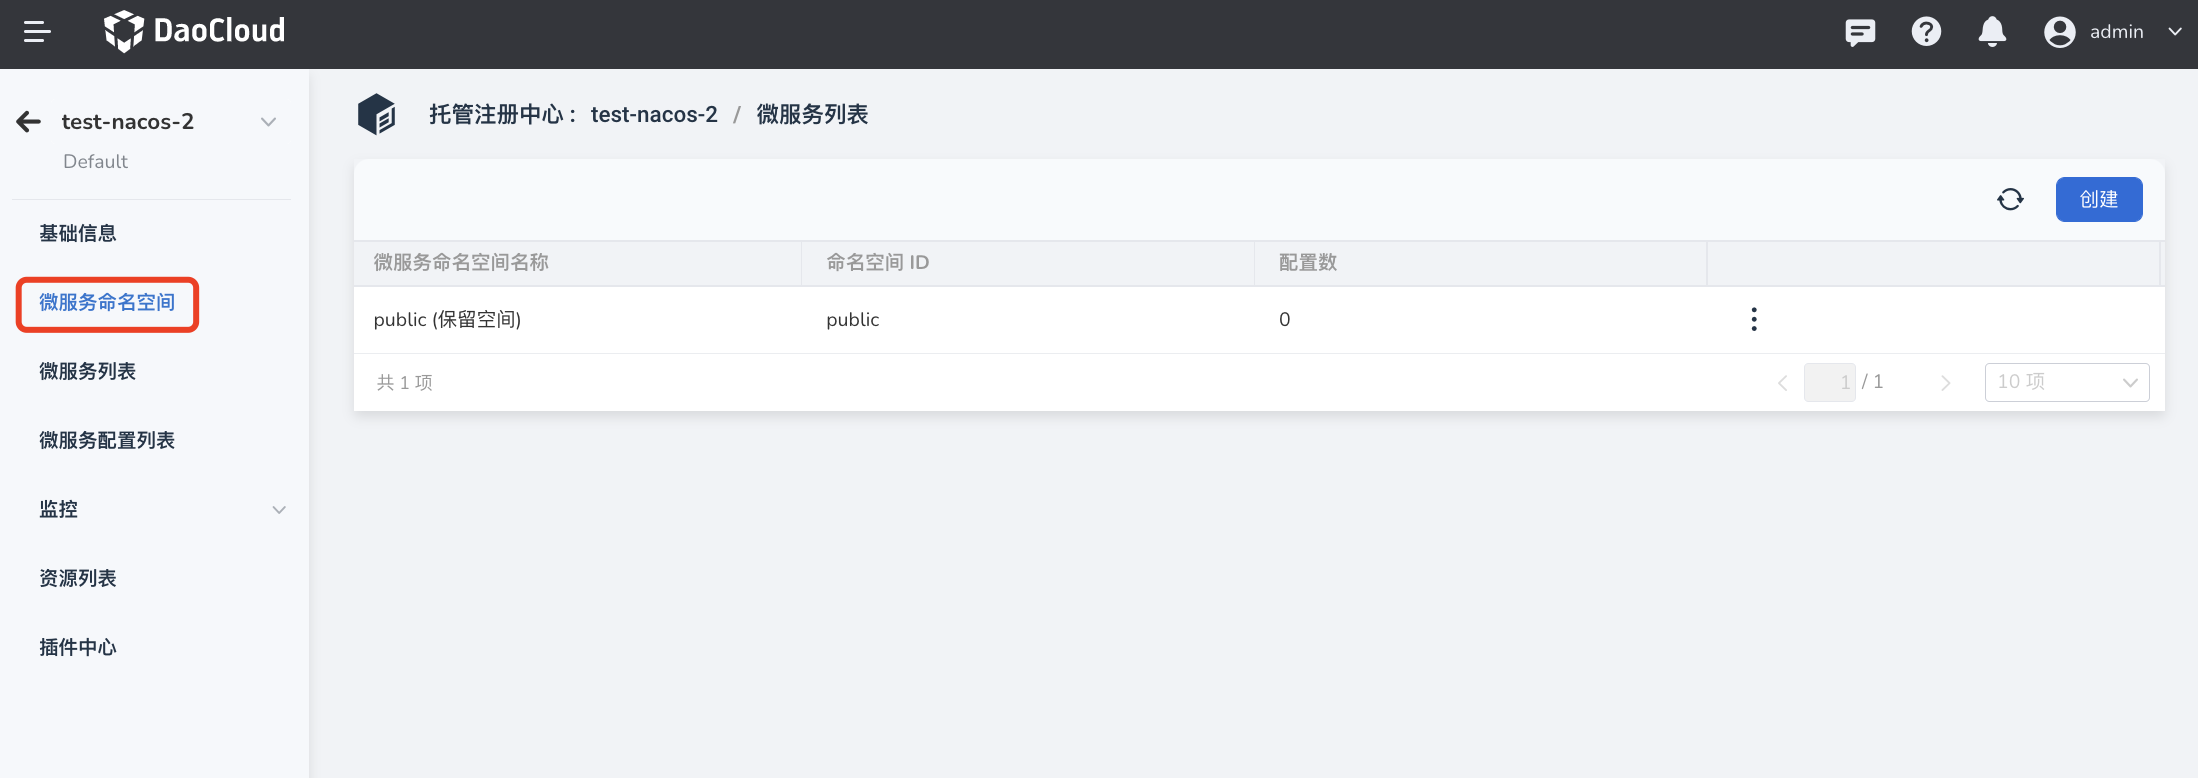 DaoCloud
admin
test-nacos-2
Default
基础信息
微服务命名空间
微服务列表
微服务配置列表
监控
资源列表
插件中心
托管注册中心 : test-nacos-2 / 微服务列表
创建
微服务命名空间名称 命名空间 ID 配置数
public (保留空间) public 0
共 1 项
1 / 1
10 项